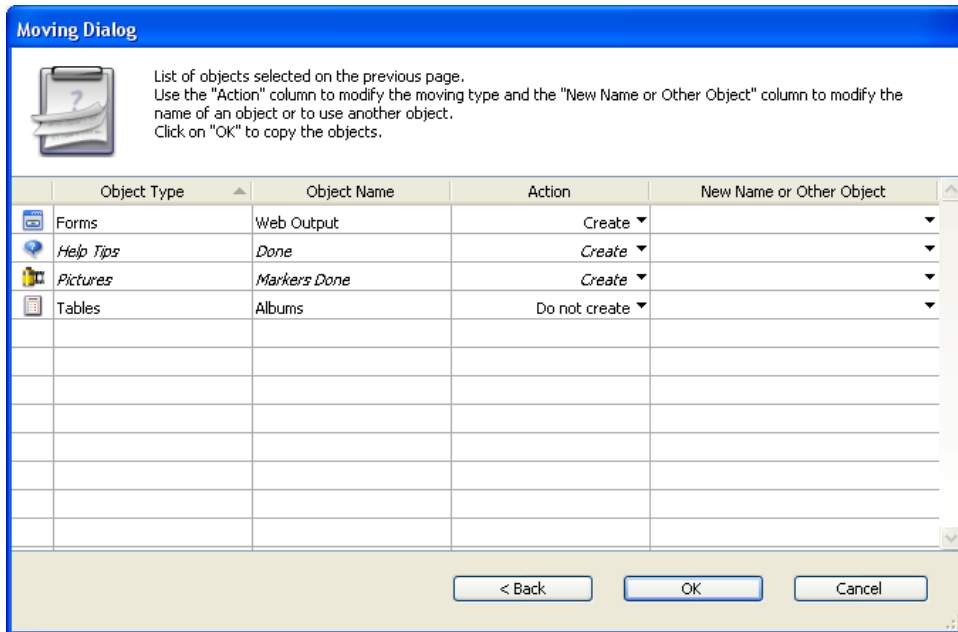 Moving Dialog
List of objects selected on the previous page.
Use the "Action" column to modify the moving type and the "New Name or Other Object" column to modify the
name of an object or to use another object.
Click on "OK" to copy the objects.
Object Type Object Name Action New Name or Other Object
Forms Web Output Create
Help Tips Done Create
Pictures Markers Done Create
Tables Albums Do not create
< Back OK Cancel